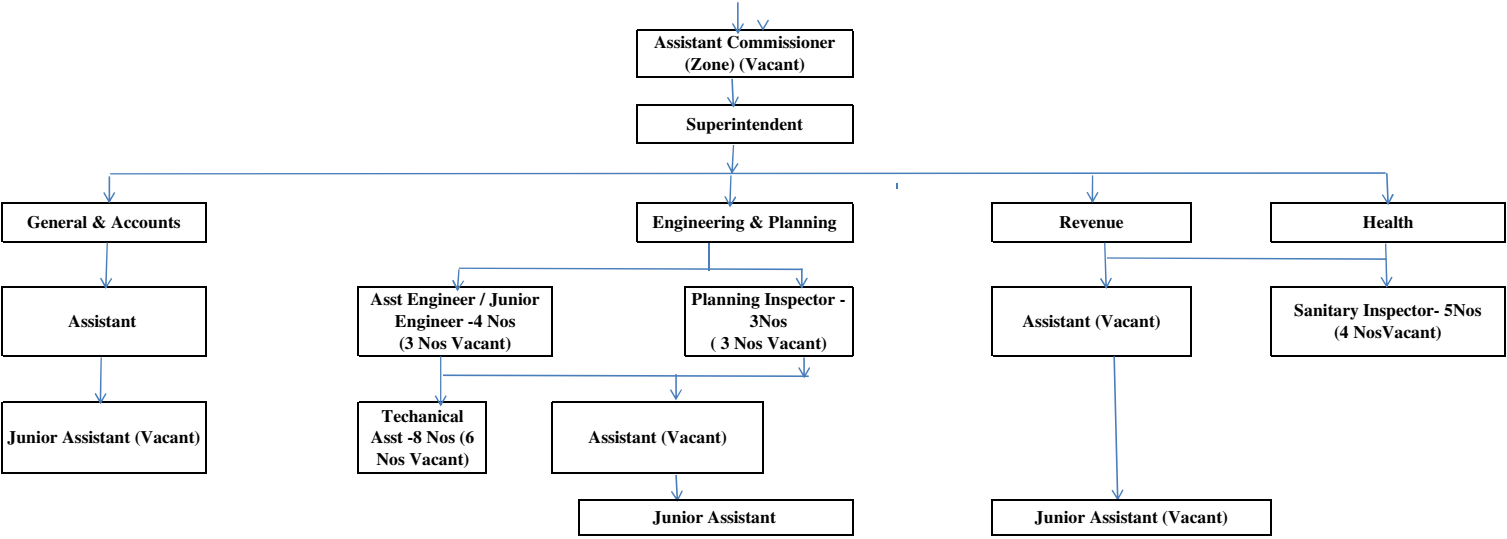 Assistant Commissioner
(Zone) (Vacant)
Superintendent
General & Accounts
Engineering & Planning
Revenue
Health
Assistant
Asst Engineer / Junior
Engineer -4 Nos
(3 Nos Vacant)
Planning Inspector -
3Nos
( 3 Nos Vacant)
Assistant (Vacant)
Sanitary Inspector- 5Nos
(4 NosVacant)
Junior Assistant (Vacant)
Techanical
Asst -8 Nos (6
Nos Vacant)
Assistant (Vacant)
Junior Assistant
Junior Assistant (Vacant)